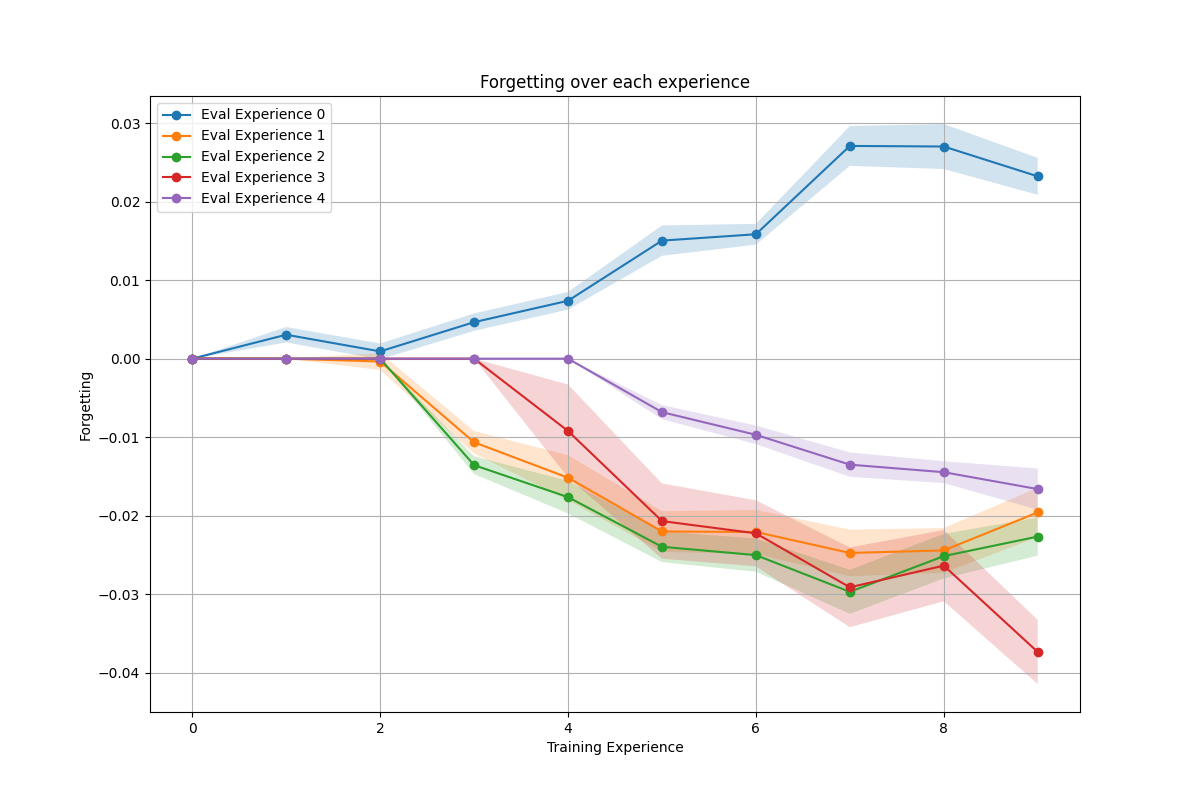 Forgetting over each experience
Eval Experience 0
Eval Experience 1
Eval Experience 2
Eval Experience 3
Eval Experience 4
0.03
0.02
0.01
0.00
−0.01
−0.02
−0.03
−0.04
Forgetting
0 2 4 6 8
Training Experience